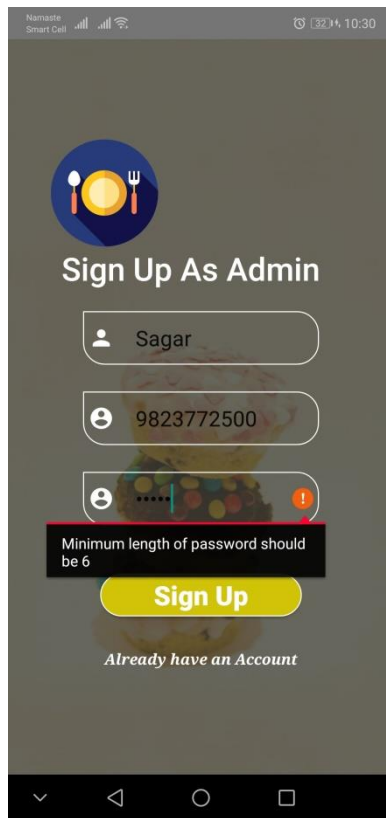 Namaste
Smart Cell
32
10:30
Sign Up As Admin
Sagar
9823772500
•••••
!
Minimum length of password should
be 6
Sign Up
Already have an Account